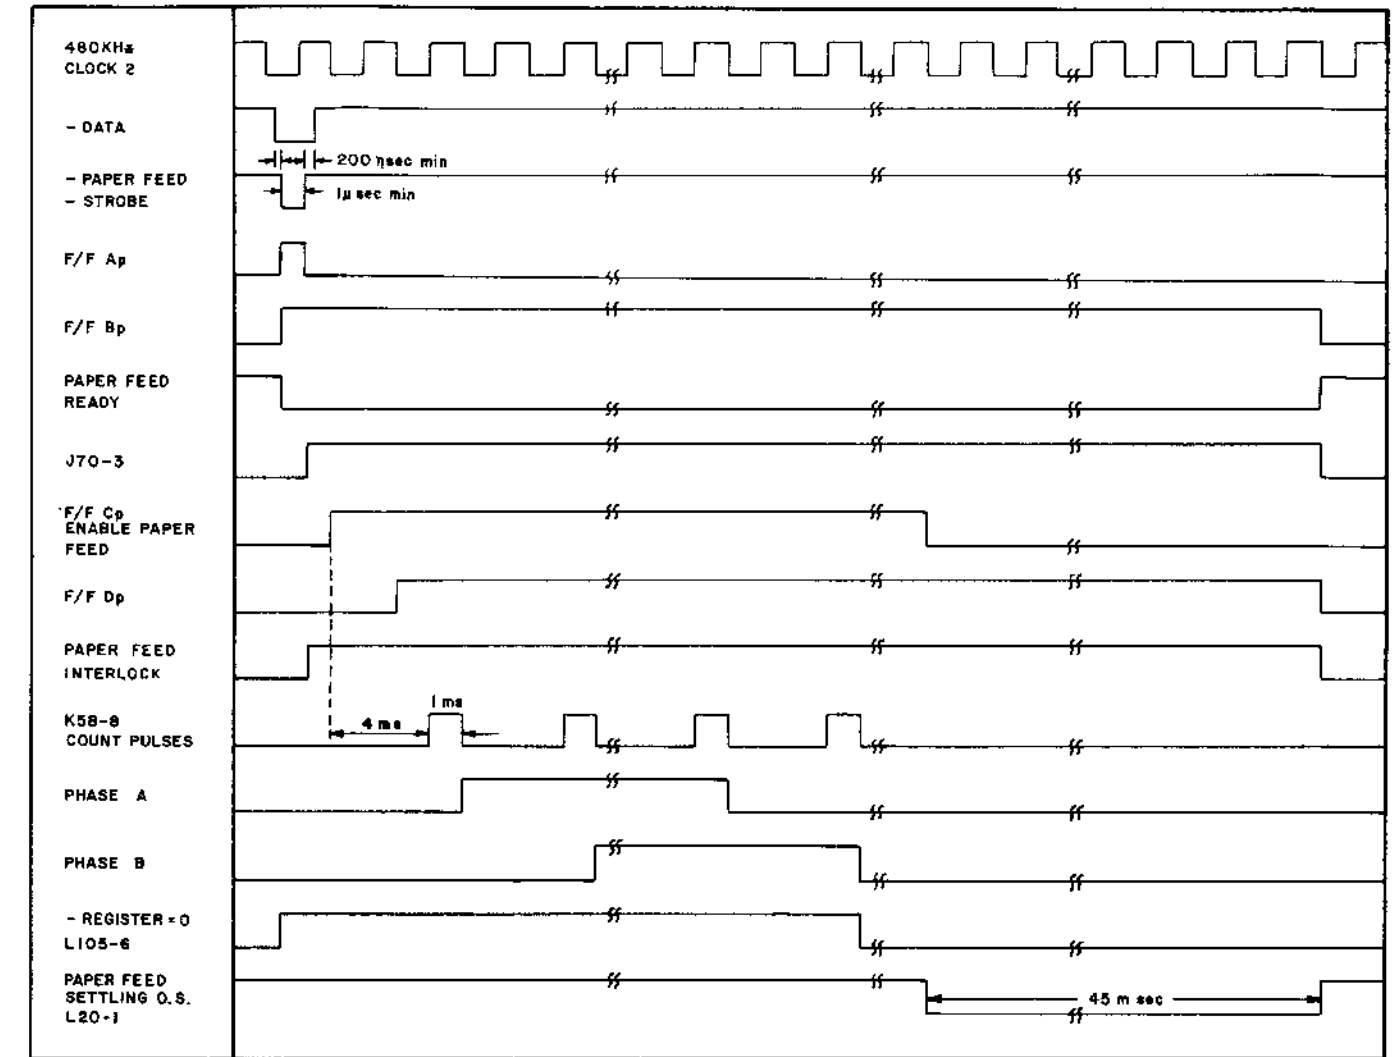 480KHz
CLOCK 2
- DATA
200 ηsec min
- PAPER FEED
- STROBE
1μ sec min
F/F Ap
F/F Bp
PAPER FEED
READY
J70-3
F/F Cp
ENABLE PAPER
FEED
F/F Dp
PAPER FEED
INTERLOCK
1 ms
K58-8
COUNT PULSES
4 ms
PHASE A
PHASE B
- REGISTER = 0
L105-6
PAPER FEED
SETTLING O.S.
L20-1
45 m sec